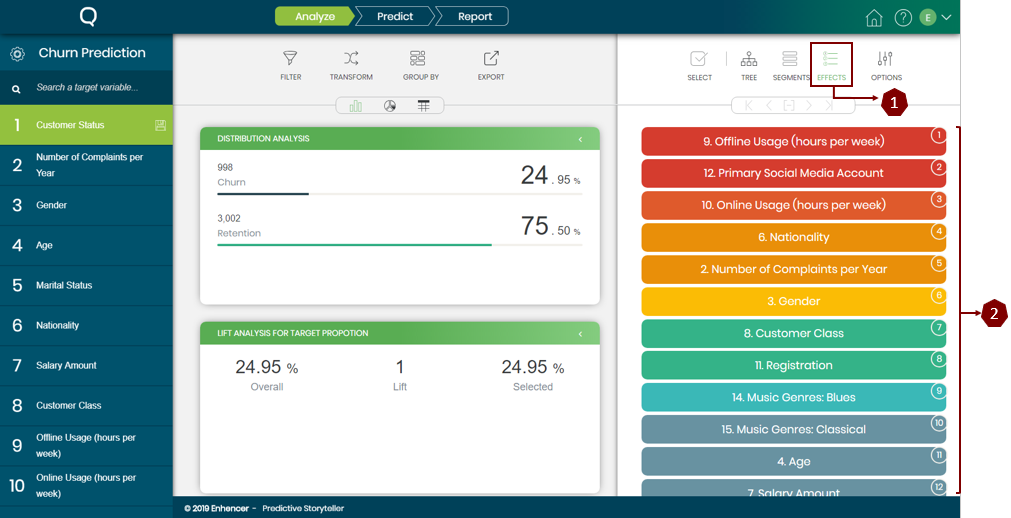 Q
Analyze
Predict
Report
?
E
Churn Prediction
Search a target variable...
1 Customer Status
2 Number of Complaints per
Year
3 Gender
4 Age
5 Marital Status
6 Nationality
7 Salary Amount
8 Customer Class
9 Offline Usage (hours per
week)
10 Online Usage (hours per
week)
FILTER
TRANSFORM
GROUP BY
EXPORT
DISTRIBUTION ANALYSIS
998
Churn
24 . 95 %
3,002
Retention
75 . 50 %
LIFT ANALYSIS FOR TARGET PROPOTION
24.95 %
1
24.95 %
Overall
Lift
Selected
SELECT
TREE
SEGMENTS
EFFECTS
OPTIONS
1
9. Offline Usage (hours per week) 1
12. Primary Social Media Account 2
10. Online Usage (hours per week) 3
6. Nationality 4
2. Number of Complaints per Year 5
3. Gender 6
8. Customer Class 7
11. Registration 8
14. Music Genres: Blues 9
15. Music Genres: Classical 10
4. Age 11
7. Salary Amount 12
2
© 2019 Enhencer - Predictive Storyteller